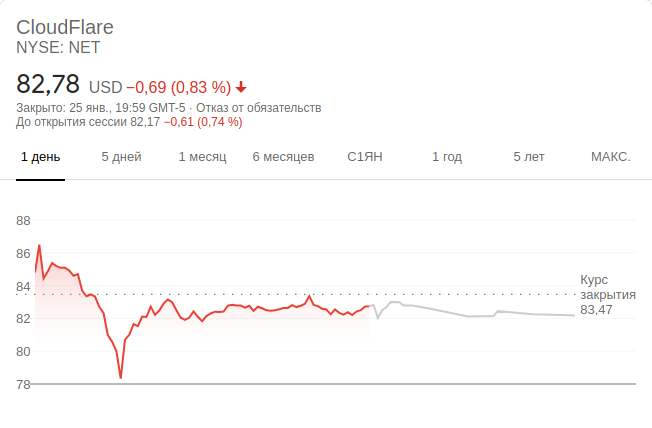 CloudFlare
NYSE: NET
82,78 USD −0,69 (0,83 %)
Закрыто: 25 янв., 19:59 GMT-5 · Отказ от обязательств
До открытия сессии 82,17 −0,61 (0,74 %)
1 день 5 дней 1 месяц 6 месяцев С1ЯН 1 год 5 лет МАКС.
88
86
84
82
80
78
Курс
закрытия
83,47